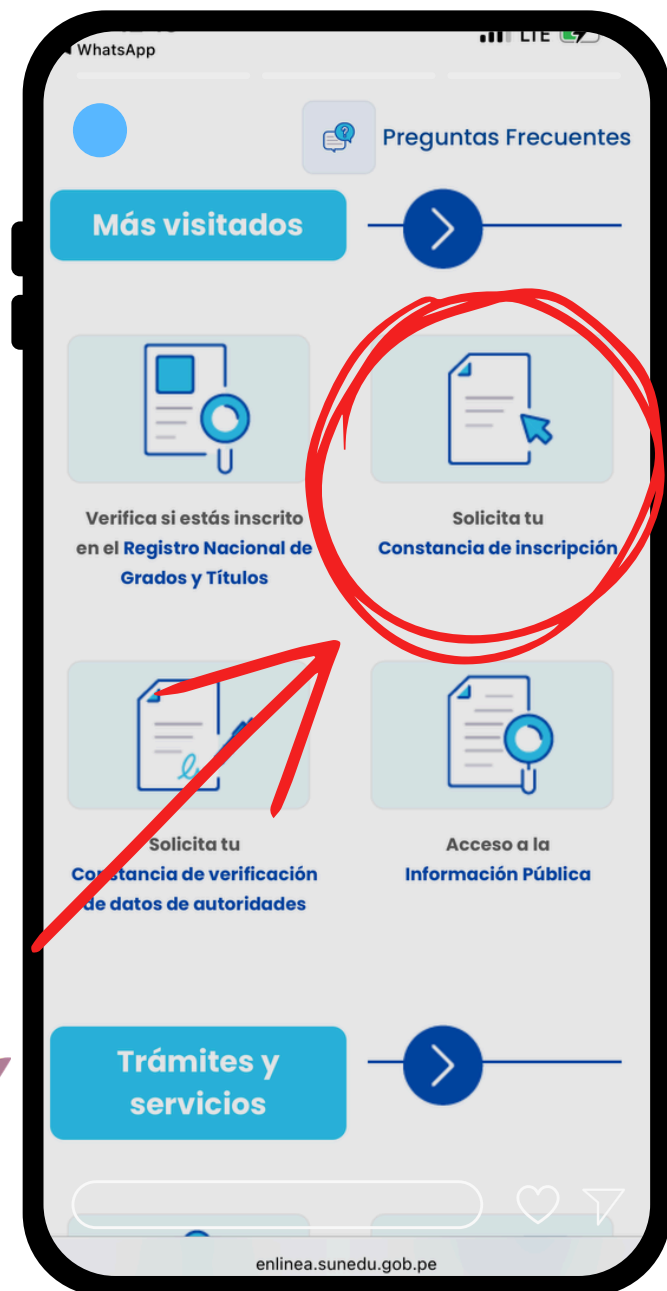 WhatsApp
LTE
Preguntas Frecuentes
Más visitados
Verifica si estás inscrito
en el Registro Nacional de
Grados y Títulos
Solicita tu
Constancia de inscripción
Solicita tu
Constancia de verificación
de datos de autoridades
Acceso a la
Información Pública
Trámites y
servicios
enlinea.sunedu.gob.pe